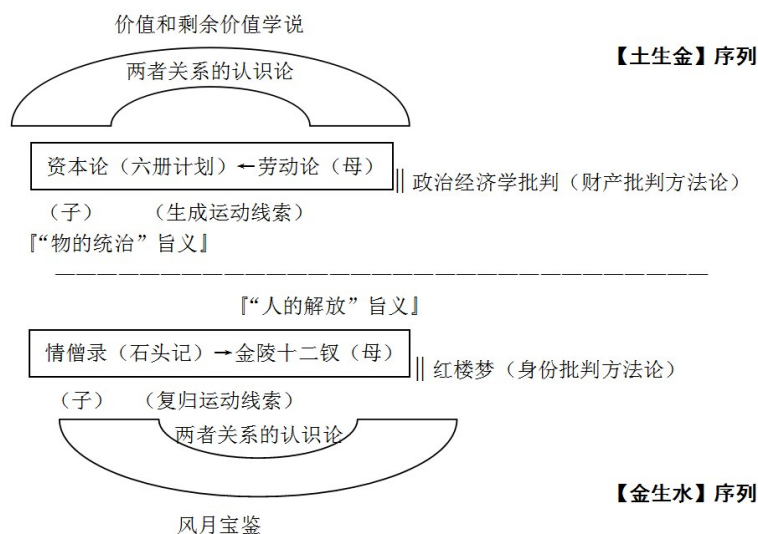 价值和剩余价值学说
【土生金】序列
两者关系的认识论
资本论（六册计划）←劳动论（母）
‖政治经济学批判（财产批判方法论）
（子） （生成运动线索）
『“物的统治”旨义』
『“人的解放”旨义』
情僧录（石头记）→金陵十二钗（母）
‖红楼梦（身份批判方法论）
（子） （复归运动线索）
两者关系的认识论
【金生水】序列
风月宝鉴